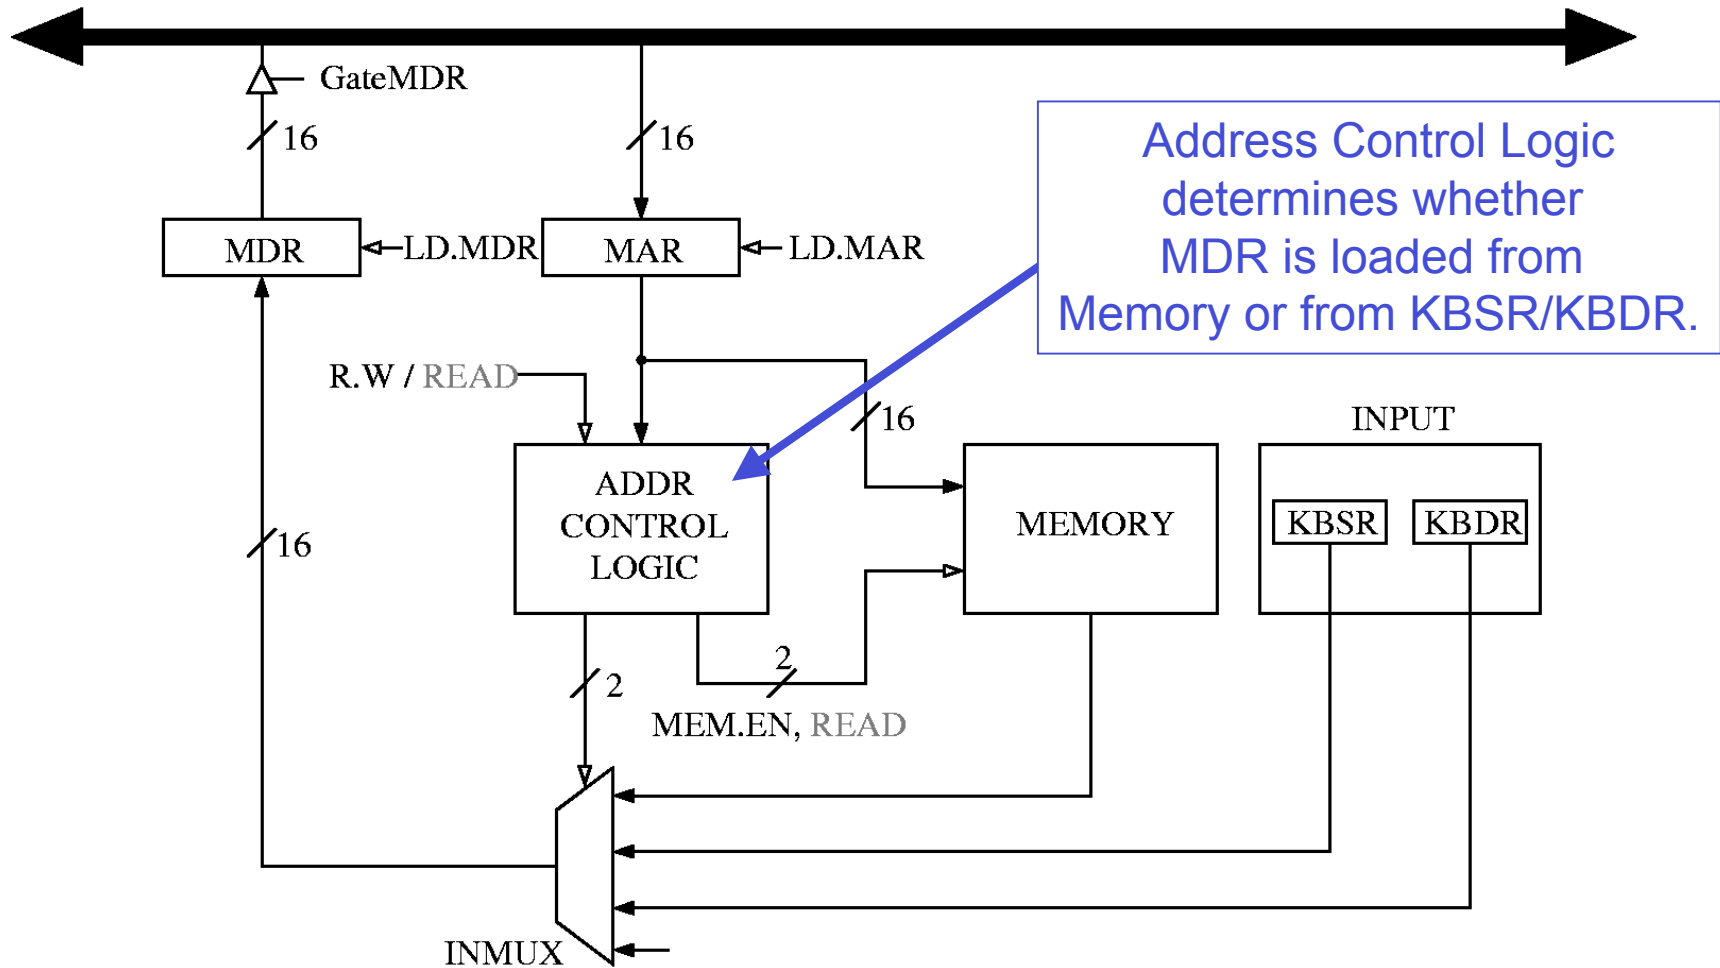 GateMDR
16
16
Address Control Logic
determines whether
MDR is loaded from
Memory or from KBSR/KBDR.
MDR
LD.MDR
MAR
LD.MAR
R.W / READ
16
INPUT
ADDR
CONTROL
LOGIC
MEMORY
KBSR
KBDR
16
2
2
MEM.EN, READ
INMUX